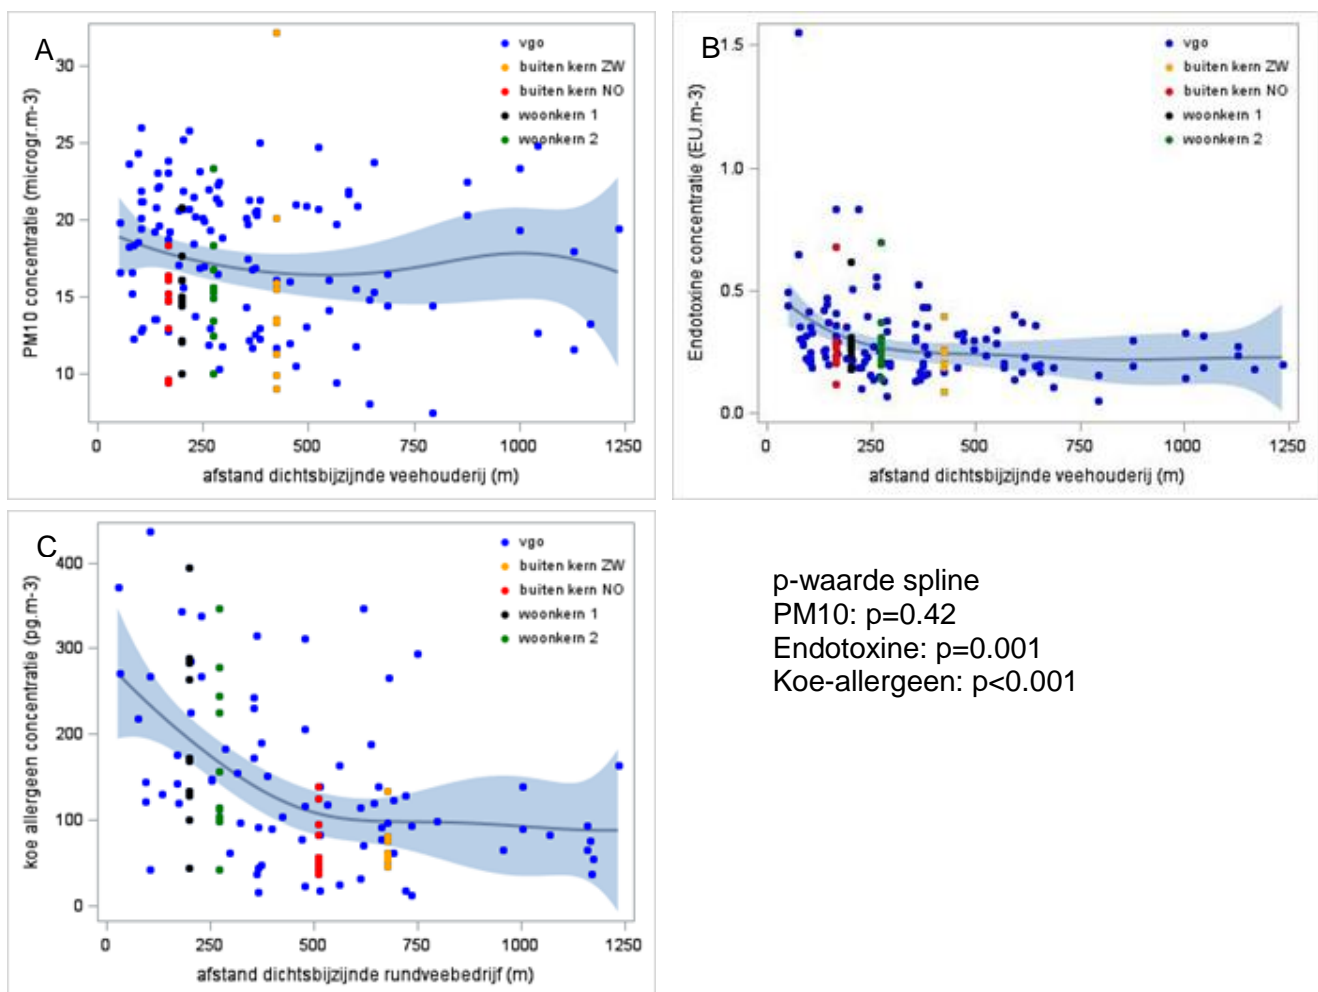 A
PM10 concentratie (microgr.m-3)
30
25
20
15
10
vgo
buiten kern ZW
buiten kern NO
woonkern 1
woonkern 2
0 250 500 750 1000 1250
afstand dichtsbijzijnde veehouderij (m)
B
Endotoxine concentratie (EU.m-3)
1.5
1.0
0.5
0.0
vgo
buiten kern ZW
buiten kern NO
woonkern 1
woonkern 2
0 250 500 750 1000 1250
afstand dichtsbijzijnde veehouderij (m)
C
koe allergeen concentratie (pg.m-3)
400
300
200
100
0
vgo
buiten kern ZW
buiten kern NO
woonkern 1
woonkern 2
0 250 500 750 1000 1250
afstand dichtsbijzijnde rundveebedrijf (m)
p-waarde spline
PM10: p=0.42
Endotoxine: p=0.001
Koe-allergeen: p<0.001